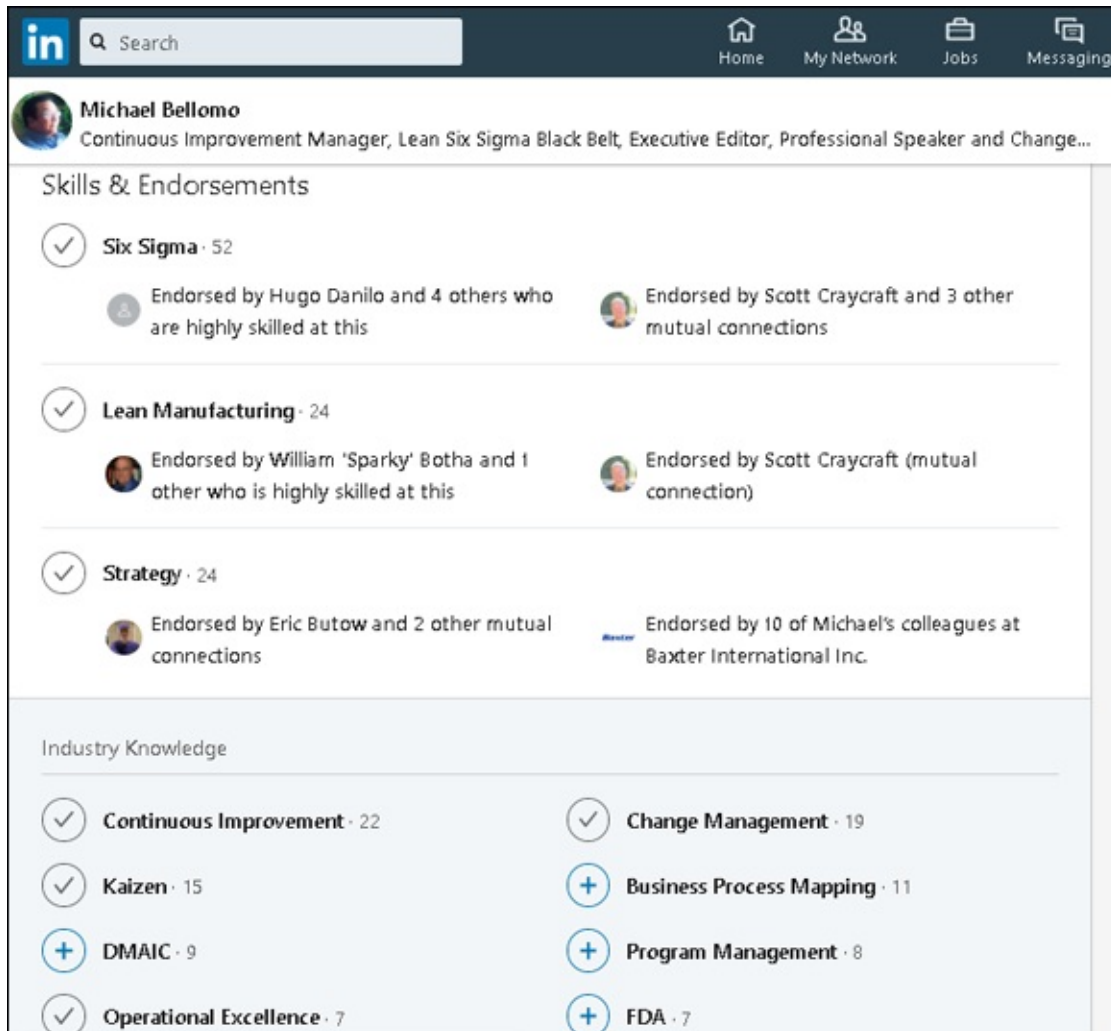 in
Search
Home
My Network
Jobs
Messaging
Michael Bellomo
Continuous Improvement Manager, Lean Six Sigma Black Belt, Executive Editor, Professional Speaker and Change...
Skills & Endorsements
Six Sigma · 52
Endorsed by Hugo Danilo and 4 others who
are highly skilled at this
Endorsed by Scott Craycraft and 3 other
mutual connections
Lean Manufacturing · 24
Endorsed by William 'Sparky' Botha and 1
other who is highly skilled at this
Endorsed by Scott Craycraft (mutual
connection)
Strategy · 24
Endorsed by Eric Butow and 2 other mutual
connections
Baxter
Endorsed by 10 of Michael's colleagues at
Baxter International Inc.
Industry Knowledge
Continuous Improvement · 22
Change Management · 19
Kaizen · 15
Business Process Mapping · 11
DMAIC · 9
Program Management · 8
Operational Excellence · 7
FDA · 7